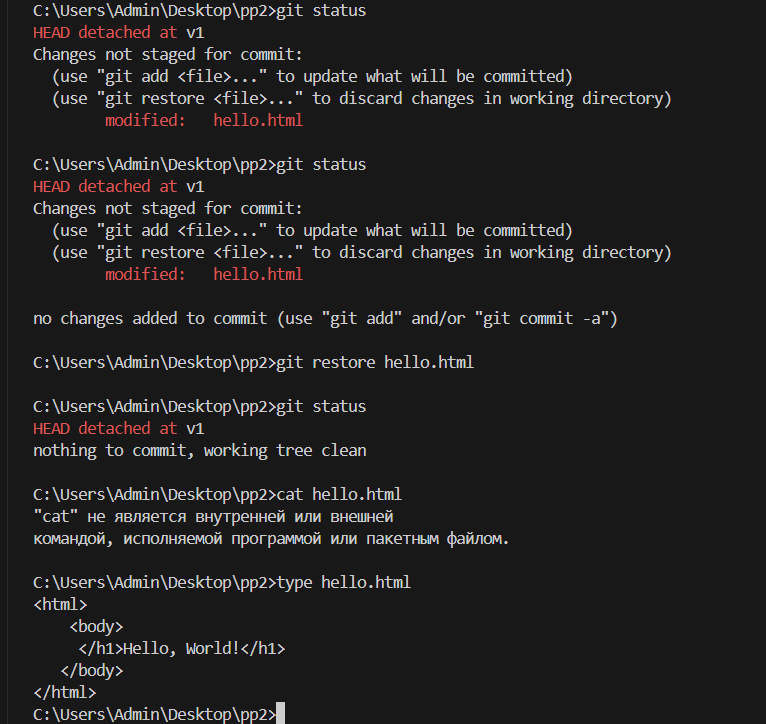 C:\Users\Admin\Desktop\pp2>git status
HEAD detached at v1
Changes not staged for commit:
  (use "git add <file>..." to update what will be committed)
  (use "git restore <file>..." to discard changes in working directory)
        modified:   hello.html

C:\Users\Admin\Desktop\pp2>git status
HEAD detached at v1
Changes not staged for commit:
  (use "git add <file>..." to update what will be committed)
  (use "git restore <file>..." to discard changes in working directory)
        modified:   hello.html

no changes added to commit (use "git add" and/or "git commit -a")

C:\Users\Admin\Desktop\pp2>git restore hello.html

C:\Users\Admin\Desktop\pp2>git status
HEAD detached at v1
nothing to commit, working tree clean

C:\Users\Admin\Desktop\pp2>cat hello.html
"cat" не является внутренней или внешней
командой, исполняемой программой или пакетным файлом.

C:\Users\Admin\Desktop\pp2>type hello.html
<html>
    <body>
     </h1>Hello, World!</h1>
   </body>
</html>
C:\Users\Admin\Desktop\pp2>